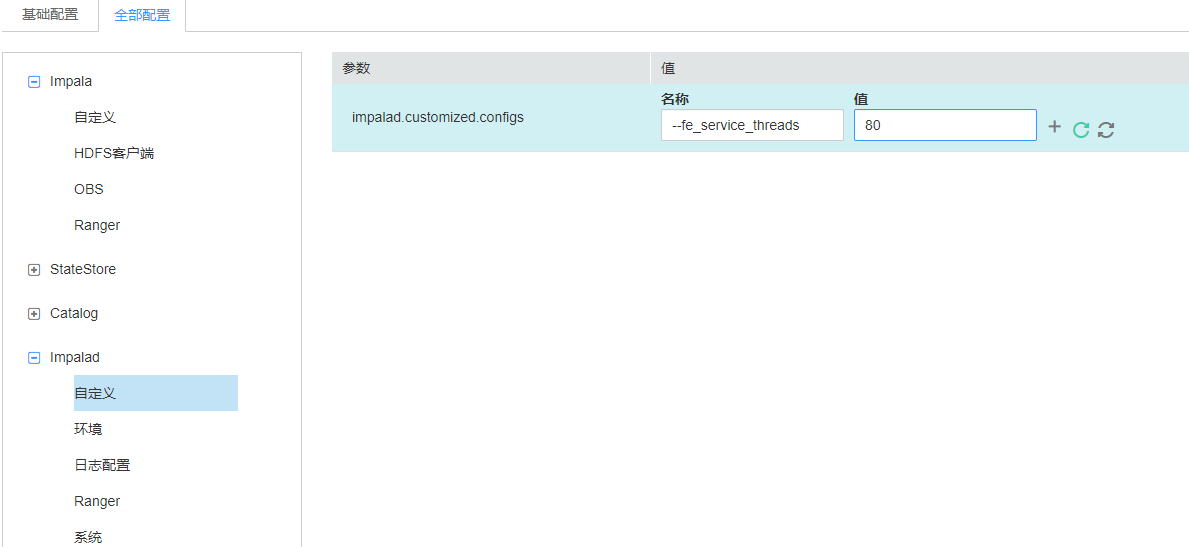 基础配置 全部配置
Impala
自定义
HDFS客户端
OBS
Ranger
StateStore
Catalog
Impalad
自定义
环境
日志配置
Ranger
系统
参数 值
impalad.customized.configs
名称 值
--fe_service_threads 80